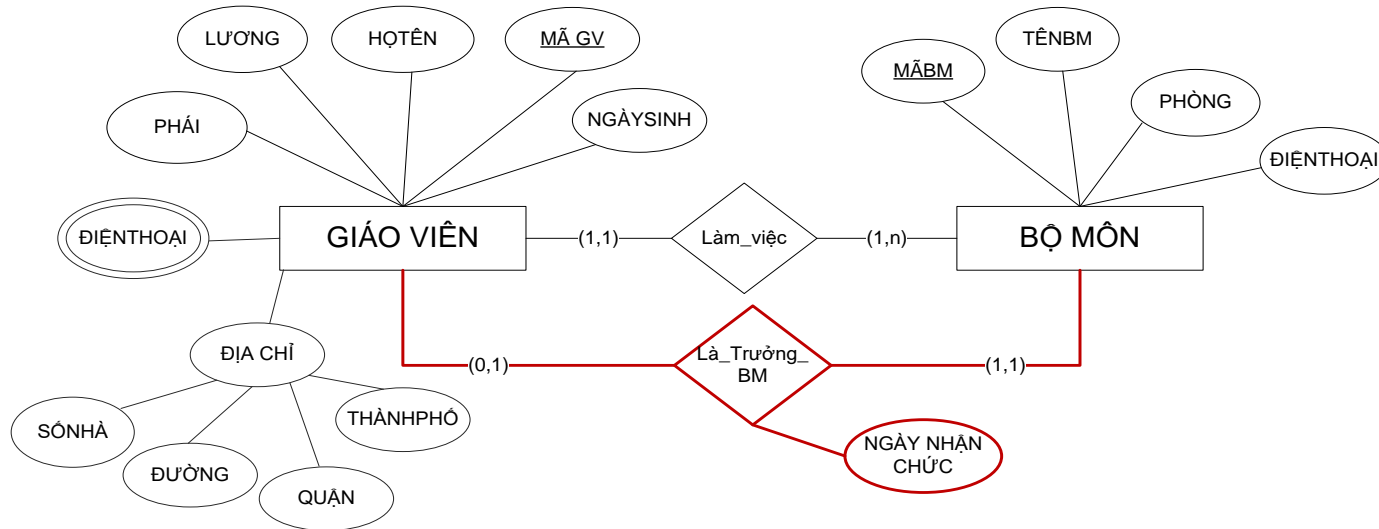 LƯƠNG
HỌTÊN
MÃ GV
TÊNBM
MÃBM
PHÒNG
PHÁI
NGÀYSINH
ĐIỆNTHOẠI
ĐIỆNTHOẠI
GIÁO VIÊN
(1,1)
Làm_việc
(1,n)
BỘ MÔN
ĐỊA CHỈ
(0,1)
Là_Trưởng_
BM
(1,1)
SỐNHÀ
THÀNHPHỐ
ĐƯỜNG
QUẬN
NGÀY NHẬN
CHỨC